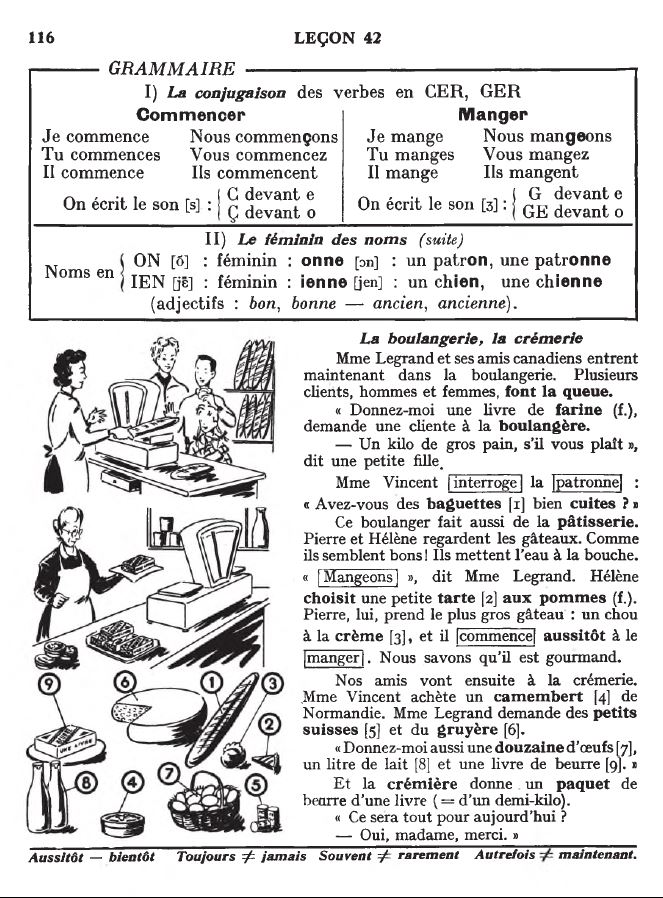 116 LEÇON 42
GRAMMAIRE
I) La conjugaison des verbes en CER, GER
Commencer Manger
Je commence Nous commençons Je mange Nous mangeons
Tu commences Vous commencez Tu manges Vous mangez
Il commence Ils commencent Il mange Ils mangent
On écrit le son [s] : { C devant e On écrit le son [ʒ] : { G devant e
Ç devant o GE devant o
II) Le féminin des noms (suite)
Noms en { ON [õ] : féminin : onne [ɔn] : un patron, une patronne
IEN [jẽ] : féminin : ienne [jen] : un chien, une chienne
(adjectifs : bon, bonne — ancien, ancienne).
La boulangerie, la crémerie
Mme Legrand et ses amis canadiens entrent
maintenant dans la boulangerie. Plusieurs
clients, hommes et femmes, font la queue.
« Donnez-moi une livre de farine (f.),
demande une cliente à la boulangère.
— Un kilo de gros pain, s'il vous plaît »,
dit une petite fille.
Mme Vincent interroge la patronne :
« Avez-vous des baguettes [1] bien cuites ? »
Ce boulanger fait aussi de la pâtisserie.
Pierre et Hélène regardent les gâteaux. Comme
ils semblent bons ! Ils mettent l'eau à la bouche.
« Mangeons », dit Mme Legrand. Hélène
choisit une petite tarte [2] aux pommes (f.).
Pierre, lui, prend le plus gros gâteau : un chou
à la crème [3], et il commence aussitôt à le
manger. Nous savons qu'il est gourmand.
Nos amis vont ensuite à la crémerie.
Mme Vincent achète un camembert [4] de
Normandie. Mme Legrand demande des petits
suisses [5] et du gruyère [6].
« Donnez-moi aussi une douzaine d'œufs [7],
un litre de lait [8] et une livre de beurre [9]. »
Et la crémière donne un paquet de
beurre d'une livre (= d'un demi-kilo).
« Ce sera tout pour aujourd'hui ?
— Oui, madame, merci. »
9 6 1 3
2
UNE LIVRE
8 4 7 5
Aussitôt — bientôt Toujours ≠ jamais Souvent ≠ rarement Autrefois ≠ maintenant.